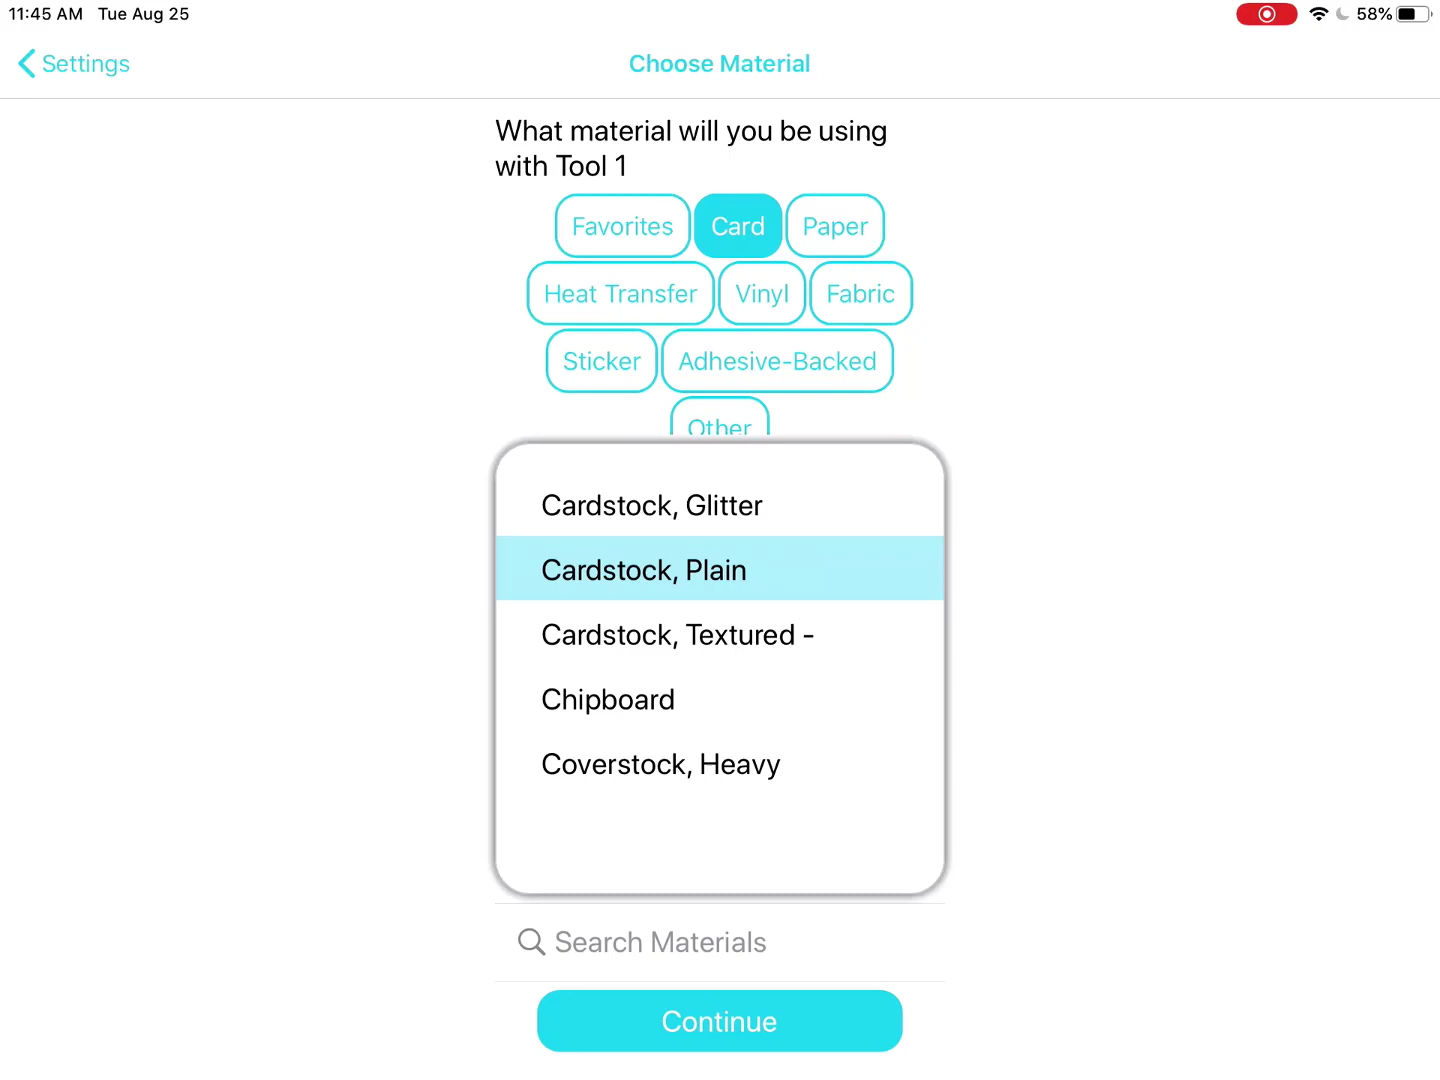 11:45 AM Tue Aug 25 58%
Settings Choose Material
What material will you be using
with Tool 1
Favorites Card Paper
Heat Transfer Vinyl Fabric
Sticker Adhesive-Backed
Other
Cardstock, Glitter
Cardstock, Plain
Cardstock, Textured -
Chipboard
Coverstock, Heavy
Search Materials
Continue